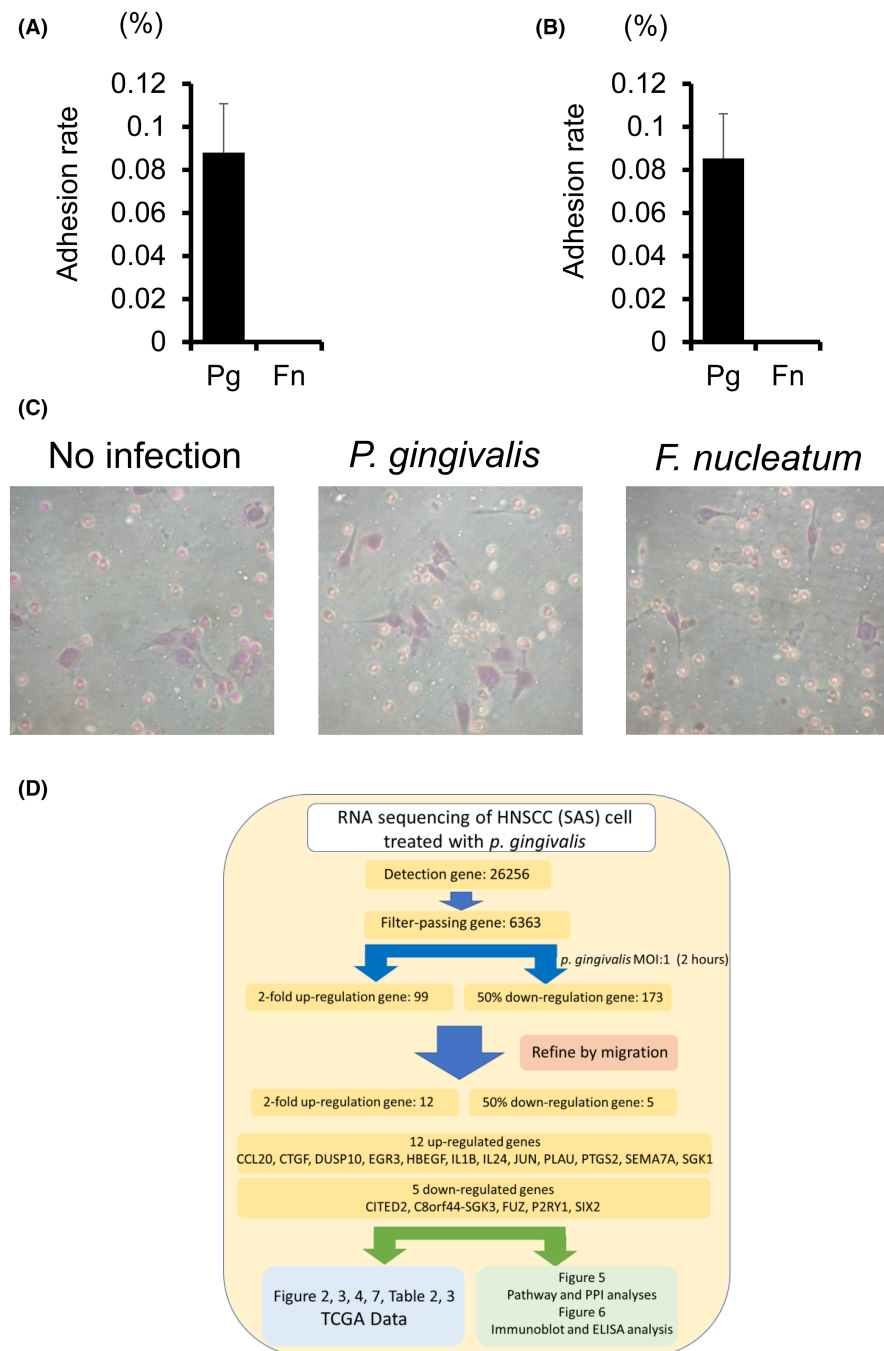 (A)
(%)
Adhesion rate
0.12
0.1
0.08
0.06
0.04
0.02
0
Pg Fn
(B)
(%)
Adhesion rate
0.12
0.1
0.08
0.06
0.04
0.02
0
Pg Fn
(C)
No infection
P. gingivalis
F. nucleatum
(D)
RNA sequencing of HNSCC (SAS) cell
treated with p. gingivalis
Detection gene: 26256
Filter-passing gene: 6363
p. gingivalis MOI:1 (2 hours)
2-fold up-regulation gene: 99
50% down-regulation gene: 173
Refine by migration
2-fold up-regulation gene: 12
50% down-regulation gene: 5
12 up-regulated genes
CCL20, CTGF, DUSP10, EGR3, HBEGF, IL1B, IL24, JUN, PLAU, PTGS2, SEMA7A, SGK1
5 down-regulated genes
CITED2, C8orf44-SGK3, FUZ, P2RY1, SIX2
Figure 2, 3, 4, 7, Table 2, 3
TCGA Data
Figure 5
Pathway and PPI analyses
Figure 6
Immunoblot and ELISA analysis